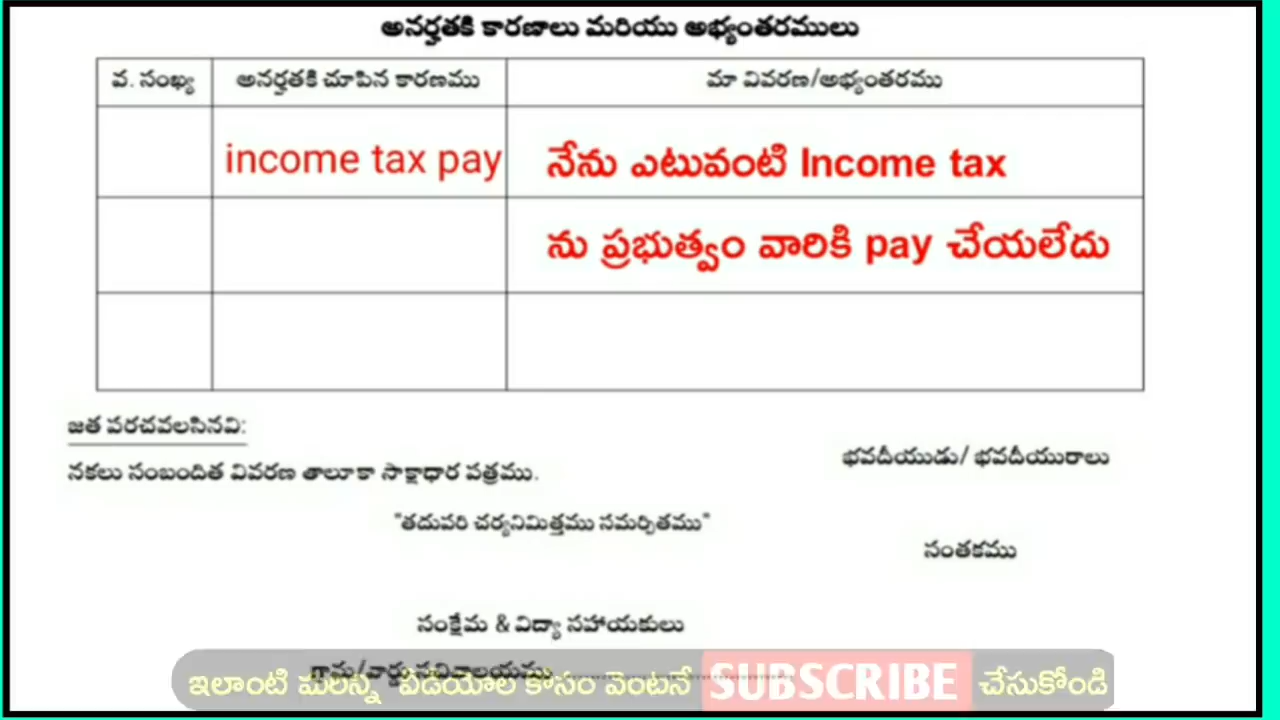 అనర్హతకి కారణాలు మరియు అభ్యంతరములు
వ. సంఖ్య అనర్హతకి చూపిన కారణము మా వివరణ/అభ్యంతరము
income tax pay నేను ఎటువంటి Income tax
ను ప్రభుత్వం వారికి pay చేయలేదు
జత పరచవలసినవి:
భవదీయుడు/ భవదీయురాలు
నకలు సంబందిత వివరణ తాలూకా సాక్షాధార పత్రము.
"తదుపరి చర్యనిమిత్తము సమర్పితము"
సంతకము
సంక్షేమ & విద్యా సహాయకులు
గ్రామ/వార్డు సచివాలయము
ఇలాంటి మరిన్ని వీడియోల కోసం వెంటనే SUBSCRIBE చేసుకోండి